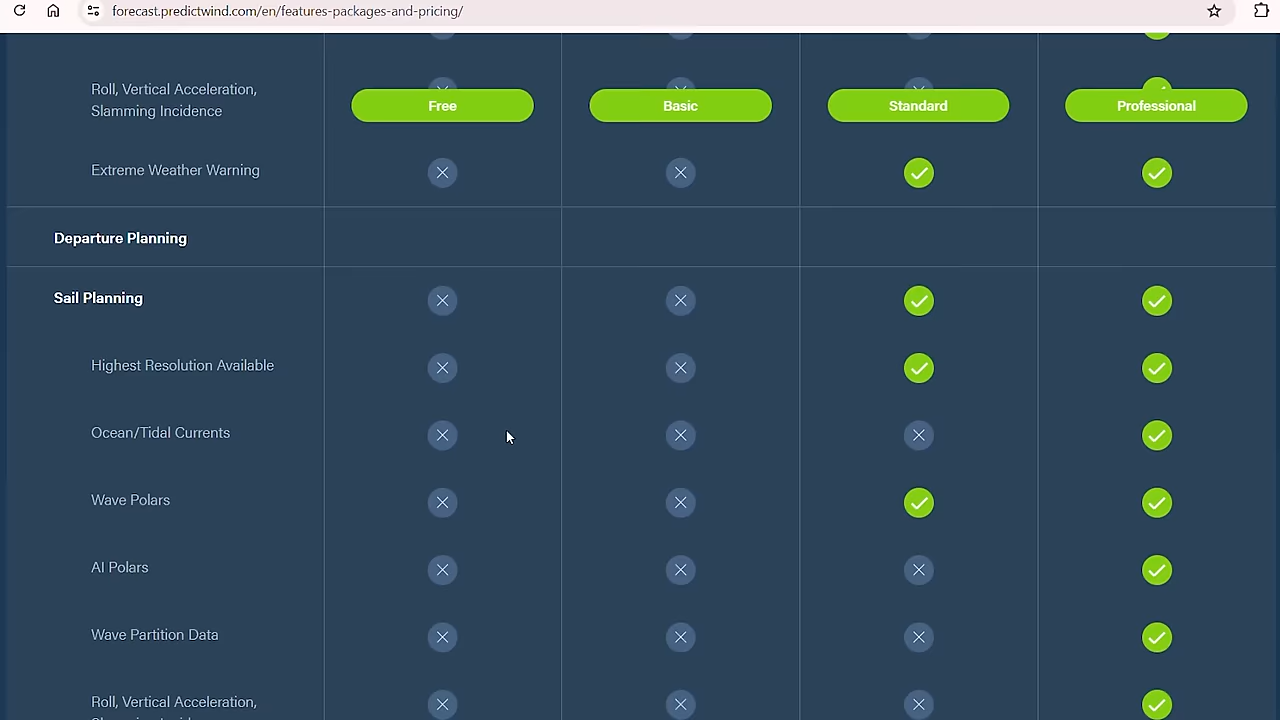 forecast.predictwind.com/en/features-packages-and-pricing/
Roll, Vertical Acceleration,
Slamming Incidence
Free
Basic
Standard
Professional
Extreme Weather Warning
Departure Planning
Sail Planning
Highest Resolution Available
Ocean/Tidal Currents
Wave Polars
AI Polars
Wave Partition Data
Roll, Vertical Acceleration,